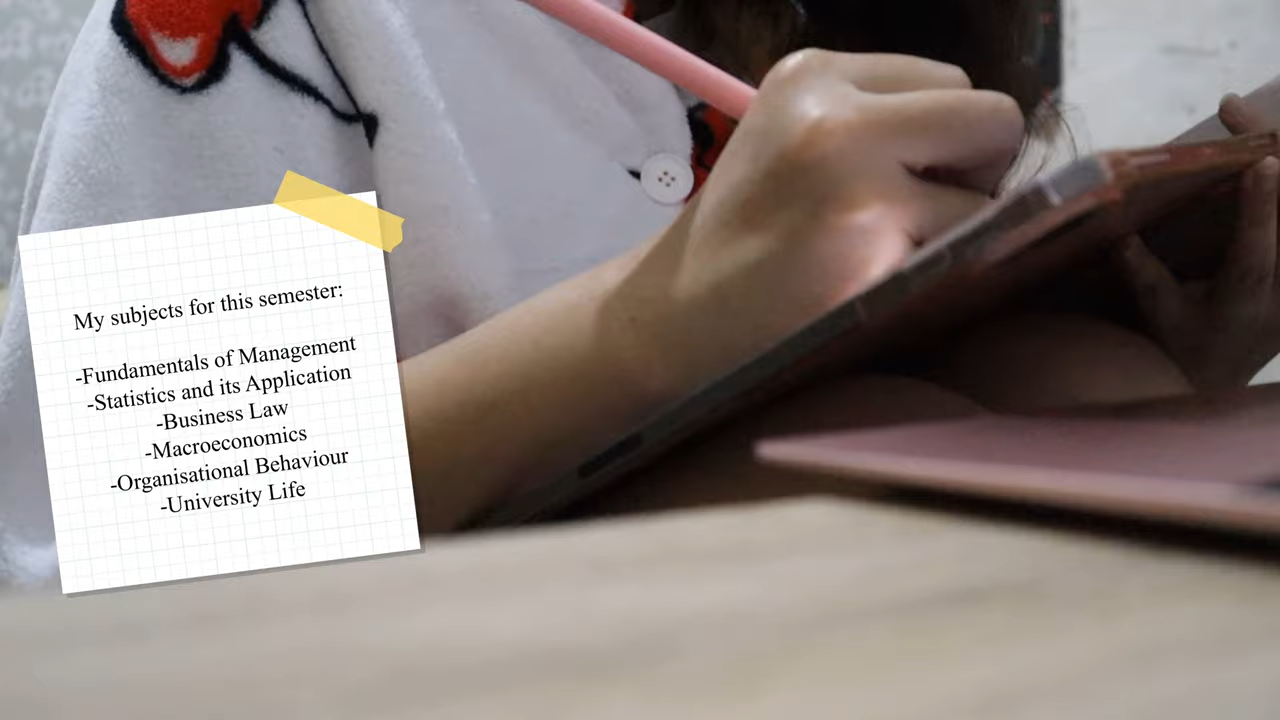 My subjects for this semester:
-Fundamentals of Management
-Statistics and its Application
-Business Law
-Macroeconomics
-Organisational Behaviour
-University Life